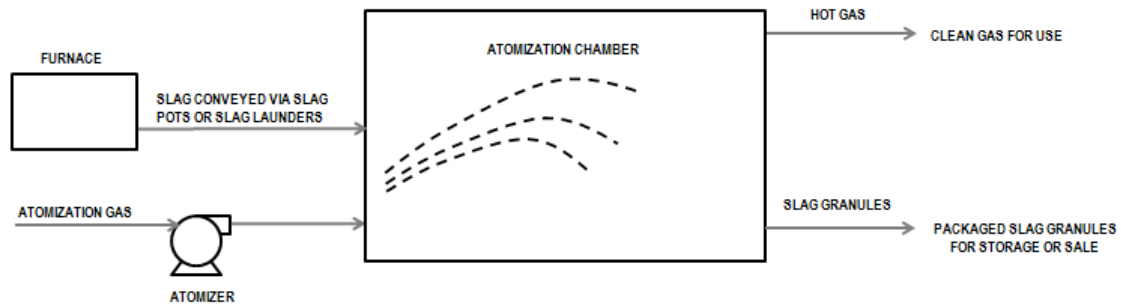 HOT GAS
CLEAN GAS FOR USE
ATOMIZATION CHAMBER
FURNACE
SLAG CONVEYED VIA SLAG
POTS OR SLAG LAUNDERS
ATOMIZATION GAS
ATOMIZER
SLAG GRANULES
PACKAGED SLAG GRANULES
FOR STORAGE OR SALE